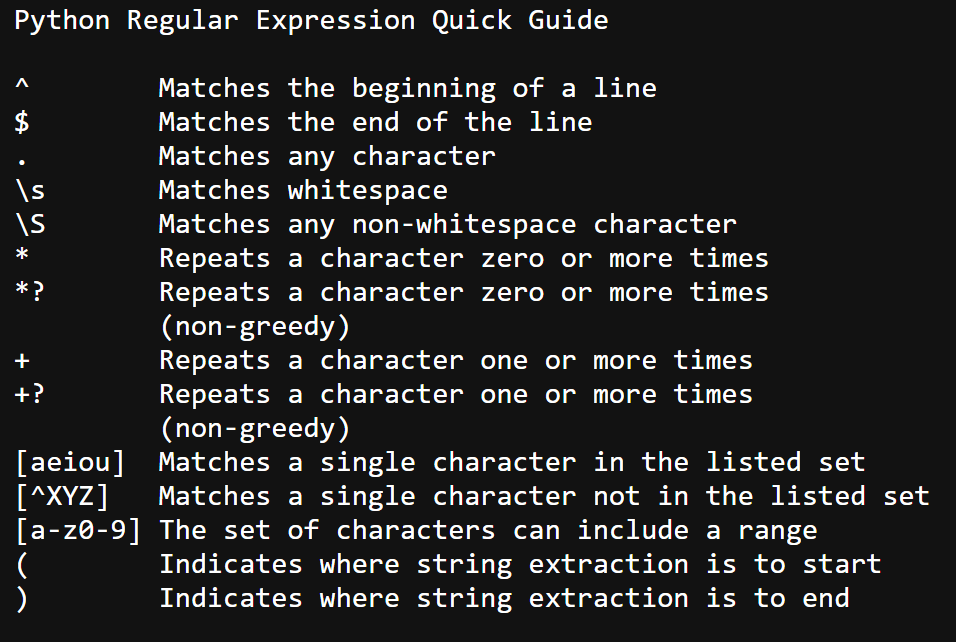 Python Regular Expression Quick Guide
^ Matches the beginning of a line
$ Matches the end of the line
. Matches any character
\s Matches whitespace
\S Matches any non-whitespace character
* Repeats a character zero or more times
*? Repeats a character zero or more times
(non-greedy)
+ Repeats a character one or more times
+? Repeats a character one or more times
(non-greedy)
[aeiou] Matches a single character in the listed set
[^XYZ] Matches a single character not in the listed set
[a-z0-9] The set of characters can include a range
( Indicates where string extraction is to start
) Indicates where string extraction is to end